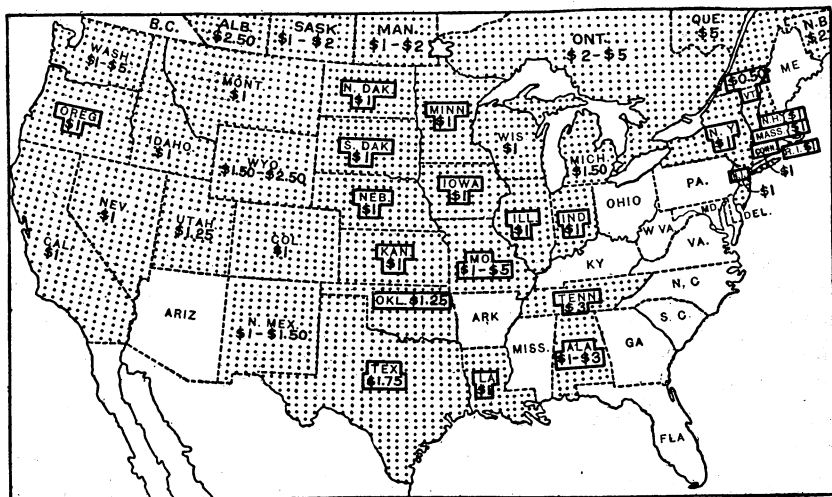 B.C.
ALB.
$2.50
SASK.
$1-$2
MAN.
$1-$2
ONT.
$2-$5
QUE
$5
N.B.
$2
WASH.
$1-$5
MONT.
$1
N. DAK
$1
MINN
$1
ME
$0.50
VT.
N.H. $1
MASS $1
CONN
R.I. $1
$1
OREG
$1
IDAHO
$1
WYO.
$1.50-$2.50
S. DAK
$1
WIS
$1
MICH
$1.50
N.Y
$1
N.J.
$1
NEV
$1
UTAH
$1.25
COL
$1
NEB.
$1
IOWA
$1
ILL
$1
IND
$1
OHIO
PA.
MD.
DEL.
CAL
$1
KAN
$1
MO
$1-$5
W VA.
VA.
KY
ARIZ
N. MEX
$1-$1.50
OKL. $1.25
ARK
TENN
$3
N, C
S. C.
TEX
$1.75
LA
$1
MISS.
ALA
$1-$3
GA
FLA